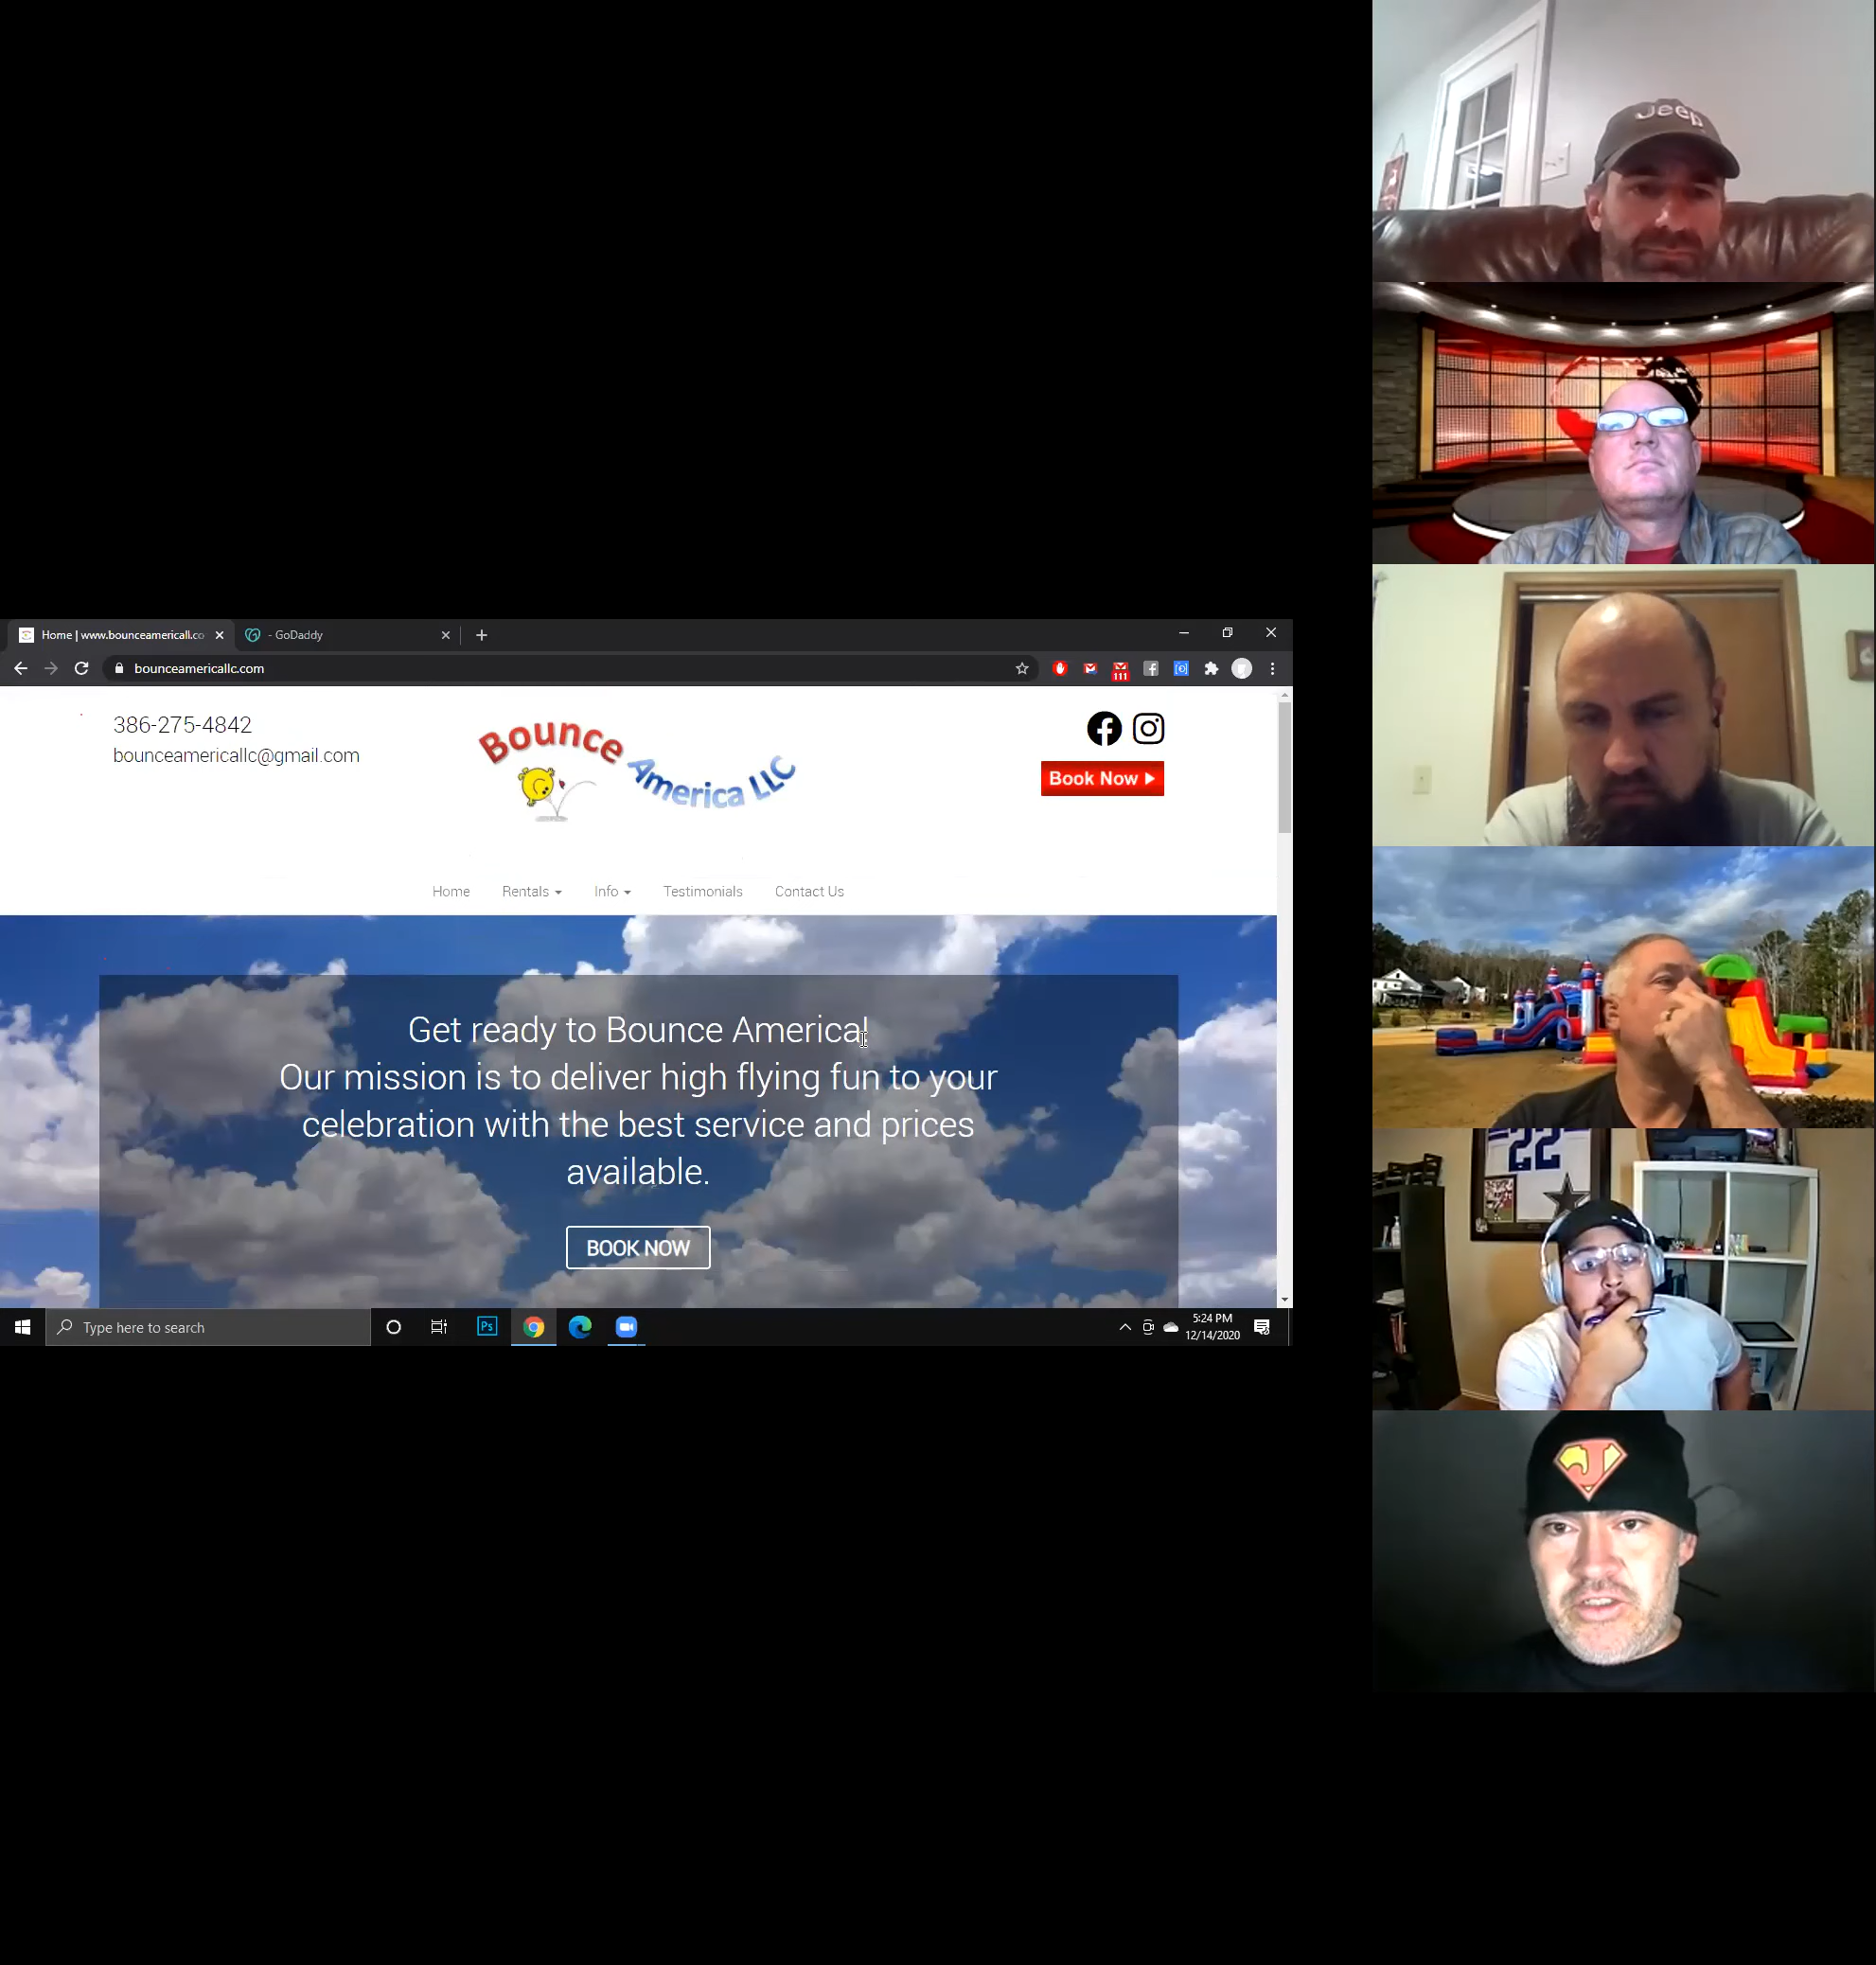 Home | www.bounceamericall.co
- GoDaddy
bounceamericallc.com
111
386-275-4842
bounceamericallc@gmail.com
Bounce
America LLC
Book Now
Home
Rentals
Info
Testimonials
Contact Us
Get ready to Bounce America!
Our mission is to deliver high flying fun to your
celebration with the best service and prices
available.
BOOK NOW
Type here to search
Ps
5:24 PM
12/14/2020
Jeep
22
J